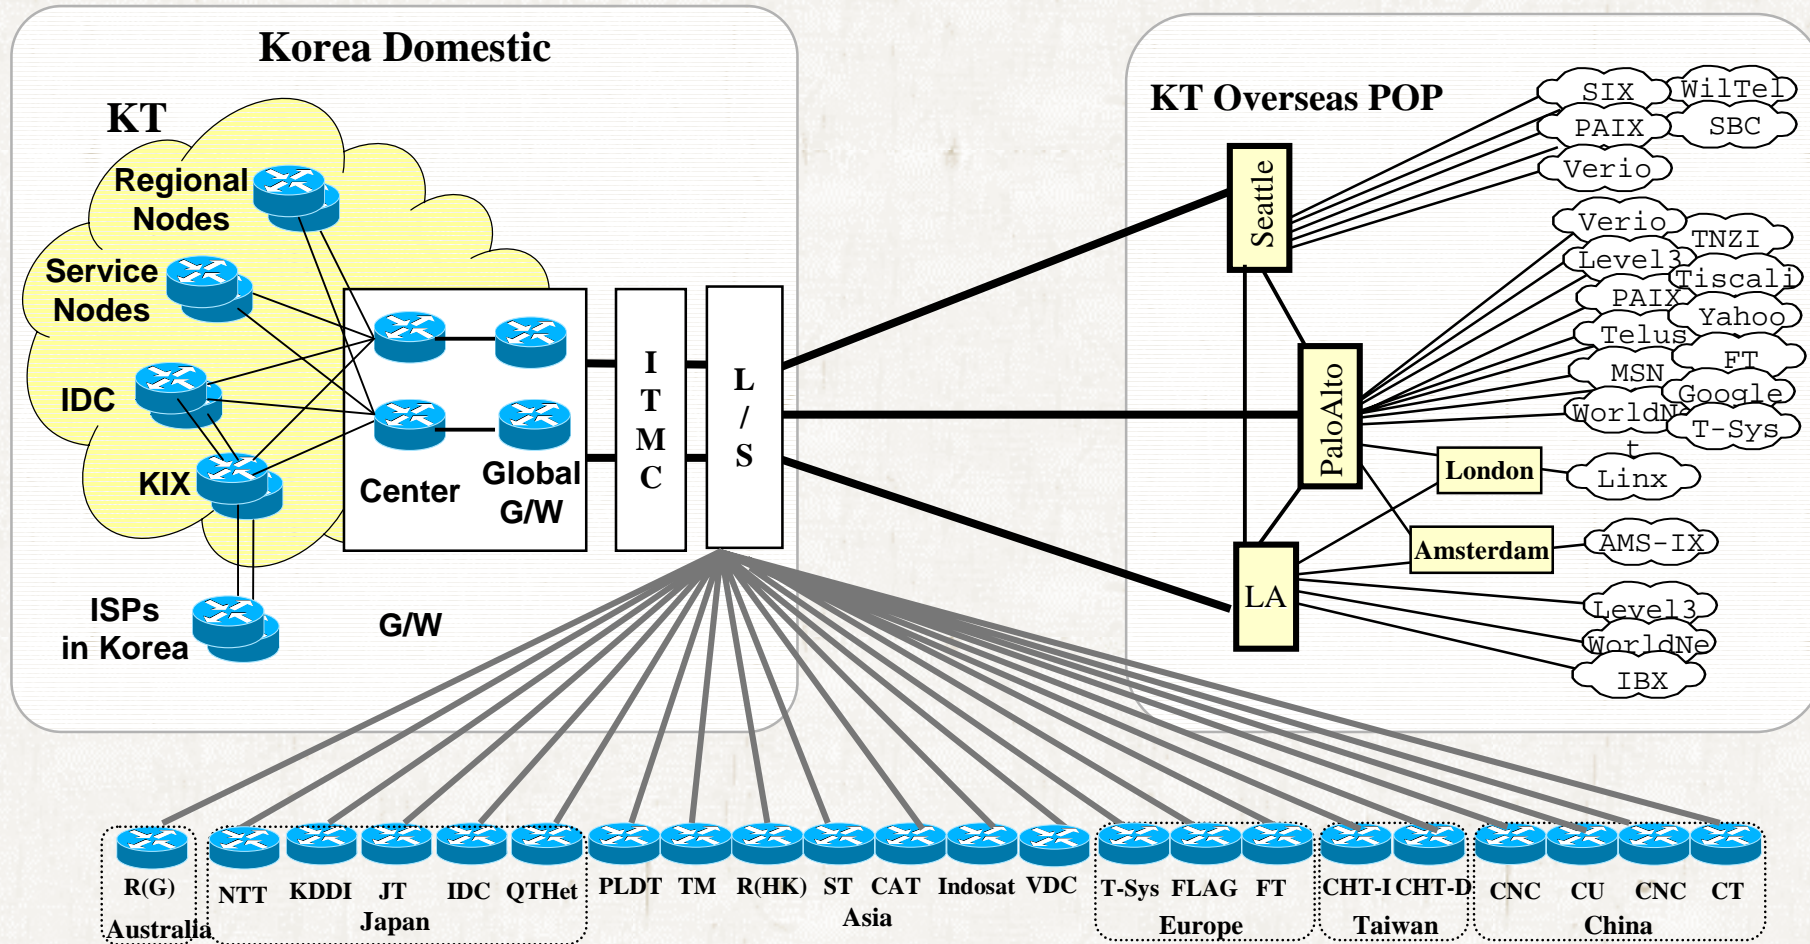 Korea Domestic
KT
Regional
Nodes
Service
Nodes
IDC
KIX
ISPs
in Korea
Center
Global
G/W
G/W
I
T
M
C
L
/
S
KT Overseas POP
Seattle
PaloAlto
LA
London
Amsterdam
SIX
WilTel
PAIX
SBC
Verio
Verio
TNZI
Level3
Tiscali
PAIX
Yahoo
Telus
FT
MSN
Google
WorldNe
t
T-Sys
Linx
AMS-IX
Level3
WorldNe
IBX
R(G)
Australia
NTT
KDDI
JT
IDC
QTHet
Japan
PLDT
TM
R(HK)
ST
CAT
Indosat
VDC
Asia
T-Sys
FLAG
FT
Europe
CHT-I
CHT-D
Taiwan
CNC
CU
CNC
CT
China